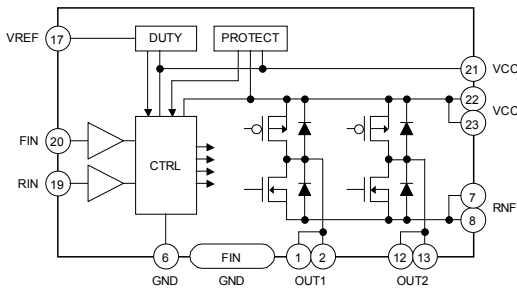 VREF 17 DUTY PROTECT
21 VCC
22 VCC
23
FIN 20
CTRL
RIN 19
7 RNF
8
6 FIN 1 2 12 13
GND GND OUT1 OUT2